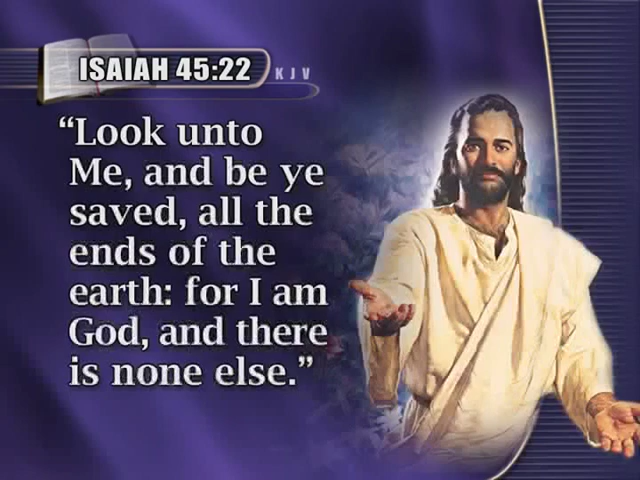 ISAIAH 45:22 KJV
“Look unto
Me, and be ye
saved, all the
ends of the
earth: for I am
God, and there
is none else.”